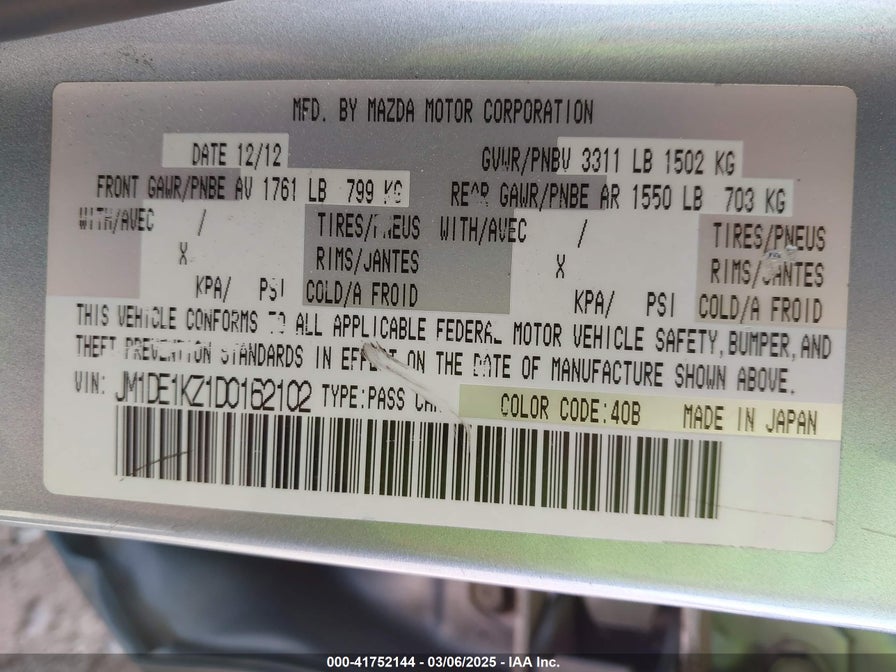 MFD. BY MAZDA MOTOR CORPORATION
DATE 12/12 GVWR/PNBV 3311 LB 1502 KG
FRONT GAWR/PNBE AV 1761 LB 799 KG REAR GAWR/PNBE AR 1550 LB 703 KG
WITH/AVEC / TIRES/PNEUS WITH/AVEC / TIRES/PNEUS
X RIMS/JANTES X RIMS/JANTES
KPA/ PSI COLD/A FROID KPA/ PSI COLD/A FROID
THIS VEHICLE CONFORMS TO ALL APPLICABLE FEDERAL MOTOR VEHICLE SAFETY, BUMPER, AND
THEFT PREVENTION STANDARDS IN EFFECT ON THE DATE OF MANUFACTURE SHOWN ABOVE.
VIN: JM1DE1KZ1D0162102 TYPE:PASS CAR COLOR CODE:40B MADE IN JAPAN
000-41752144 - 03/06/2025 - IAA Inc.